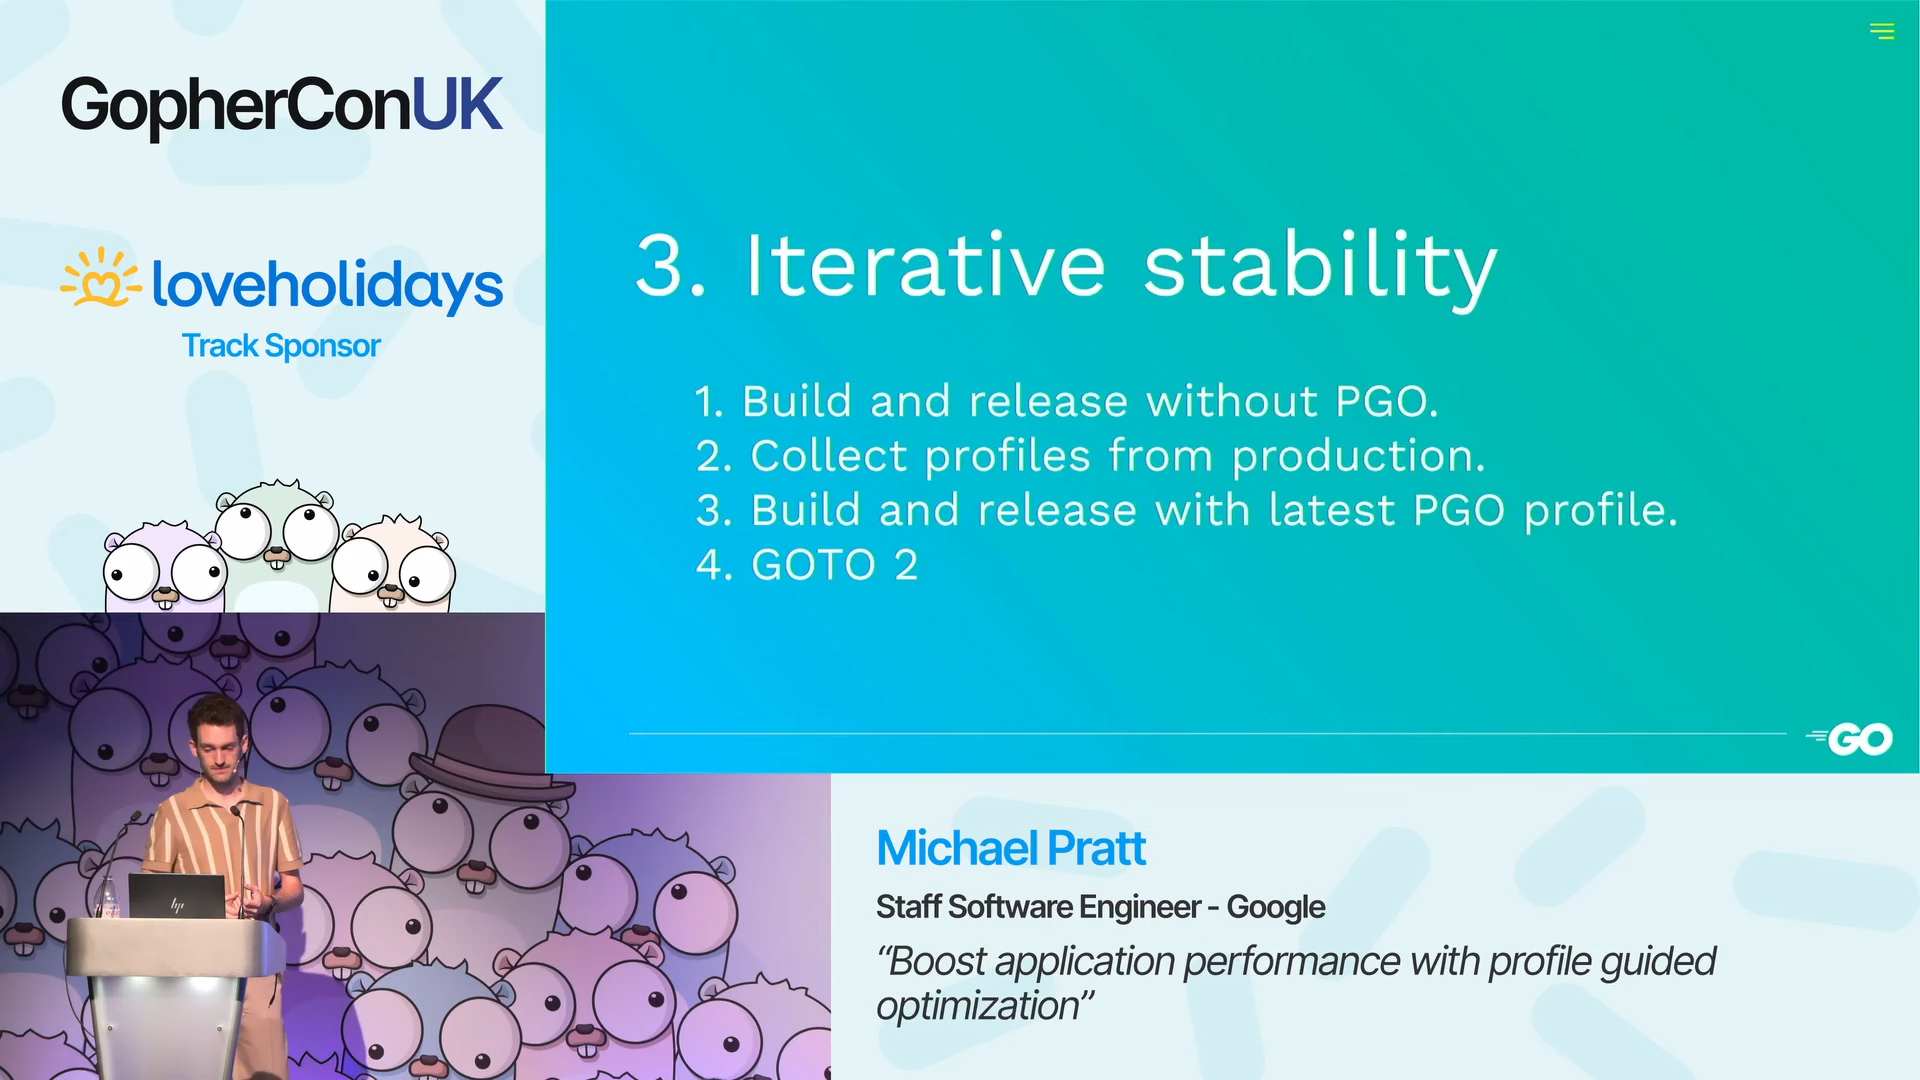 GopherConUK
loveholidays
Track Sponsor
3. Iterative stability
1. Build and release without PGO.
2. Collect profiles from production.
3. Build and release with latest PGO profile.
4. GOTO 2
GO
hp
Michael Pratt
Staff Software Engineer - Google
“Boost application performance with profile guided
optimization”